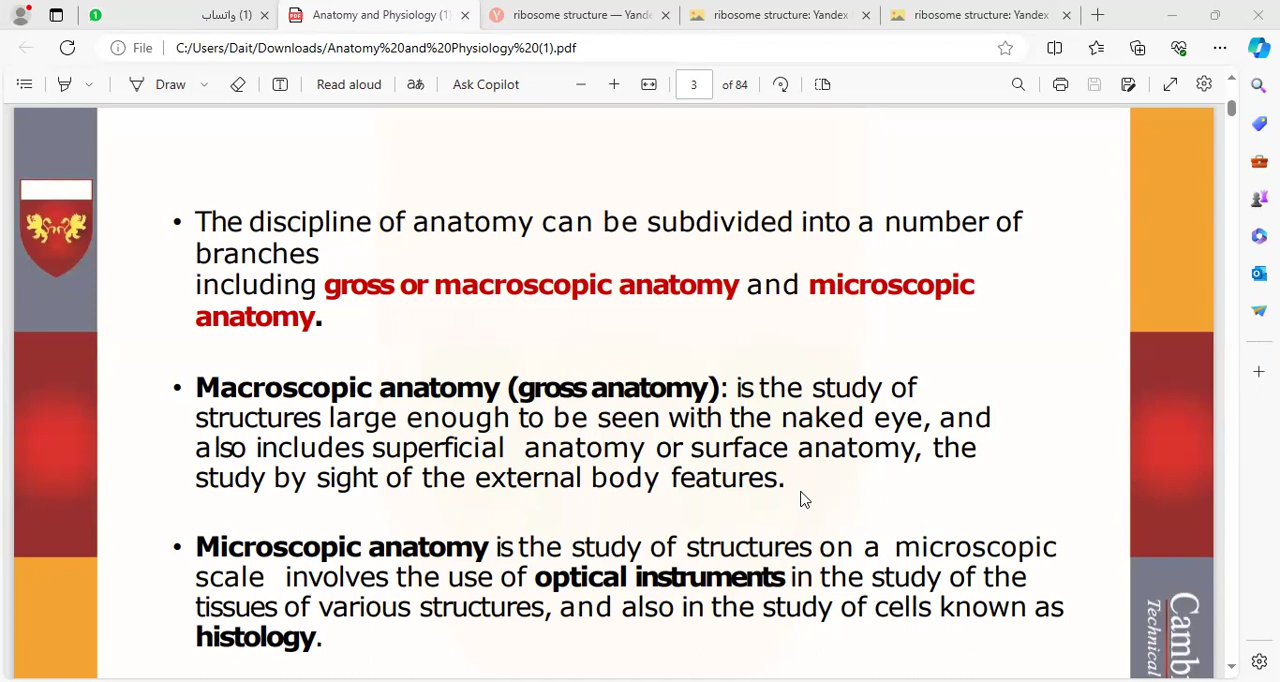 واتساب (1)
Anatomy and Physiology (1)
ribosome structure — Yande
ribosome structure: Yandex
ribosome structure: Yandex
File
C:/Users/Dait/Downloads/Anatomy%20and%20Physiology%20(1).pdf
Draw
Read aloud
aあ
Ask Copilot
3 of 84
• The discipline of anatomy can be subdivided into a number of
branches
including gross or macroscopic anatomy and microscopic
anatomy.
• Macroscopic anatomy (gross anatomy): is the study of
structures large enough to be seen with the naked eye, and
also includes superficial anatomy or surface anatomy, the
study by sight of the external body features.
• Microscopic anatomy is the study of structures on a microscopic
scale involves the use of optical instruments in the study of the
tissues of various structures, and also in the study of cells known as
histology.
Camb
Technical